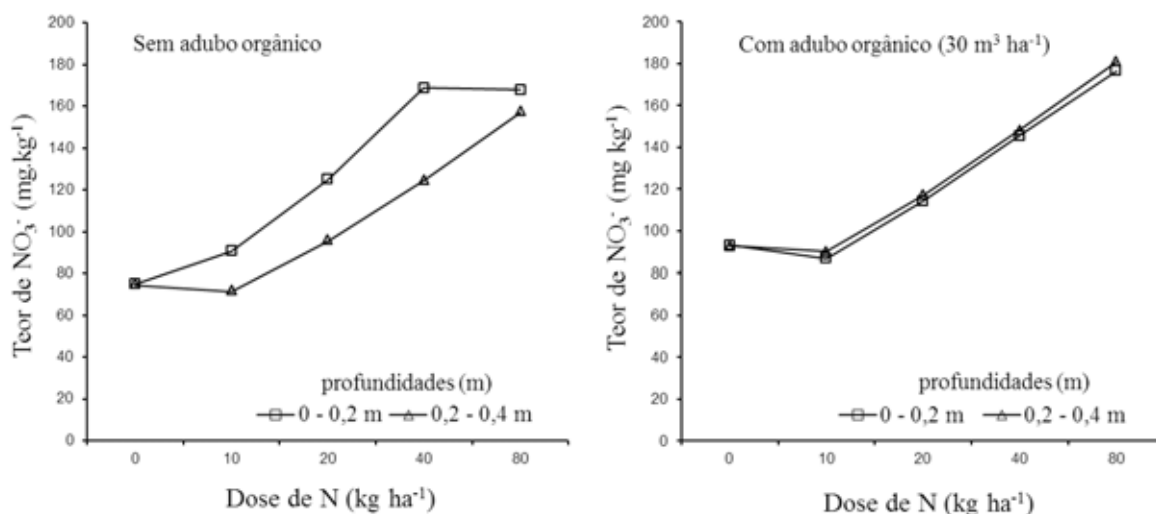 Sem adubo orgânico
Teor de NO₃⁻ (mg.kg⁻¹)
200
180
160
140
120
100
80
60
40
20
0
profundidades (m)
0 - 0,2 m
0,2 - 0,4 m
0 10 20 40 80
Dose de N (kg ha⁻¹)
Com adubo orgânico (30 m³ ha⁻¹)
Teor de NO₃⁻ (mg kg⁻¹)
200
180
160
140
120
100
80
60
40
20
0
profundidades (m)
0 - 0,2 m
0,2 - 0,4 m
0 10 20 40 80
Dose de N (kg ha⁻¹)